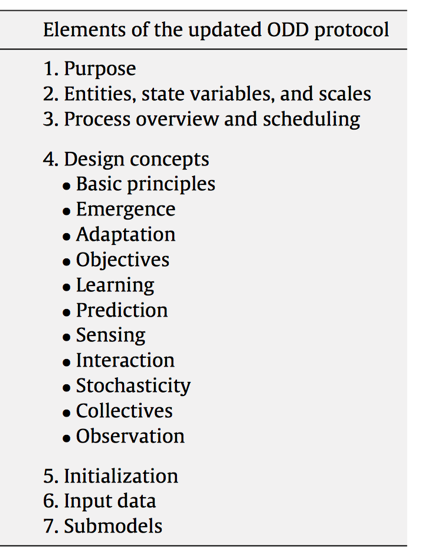 Elements of the updated ODD protocol
1. Purpose
2. Entities, state variables, and scales
3. Process overview and scheduling
4. Design concepts
• Basic principles
• Emergence
• Adaptation
• Objectives
• Learning
• Prediction
• Sensing
• Interaction
• Stochasticity
• Collectives
• Observation
5. Initialization
6. Input data
7. Submodels